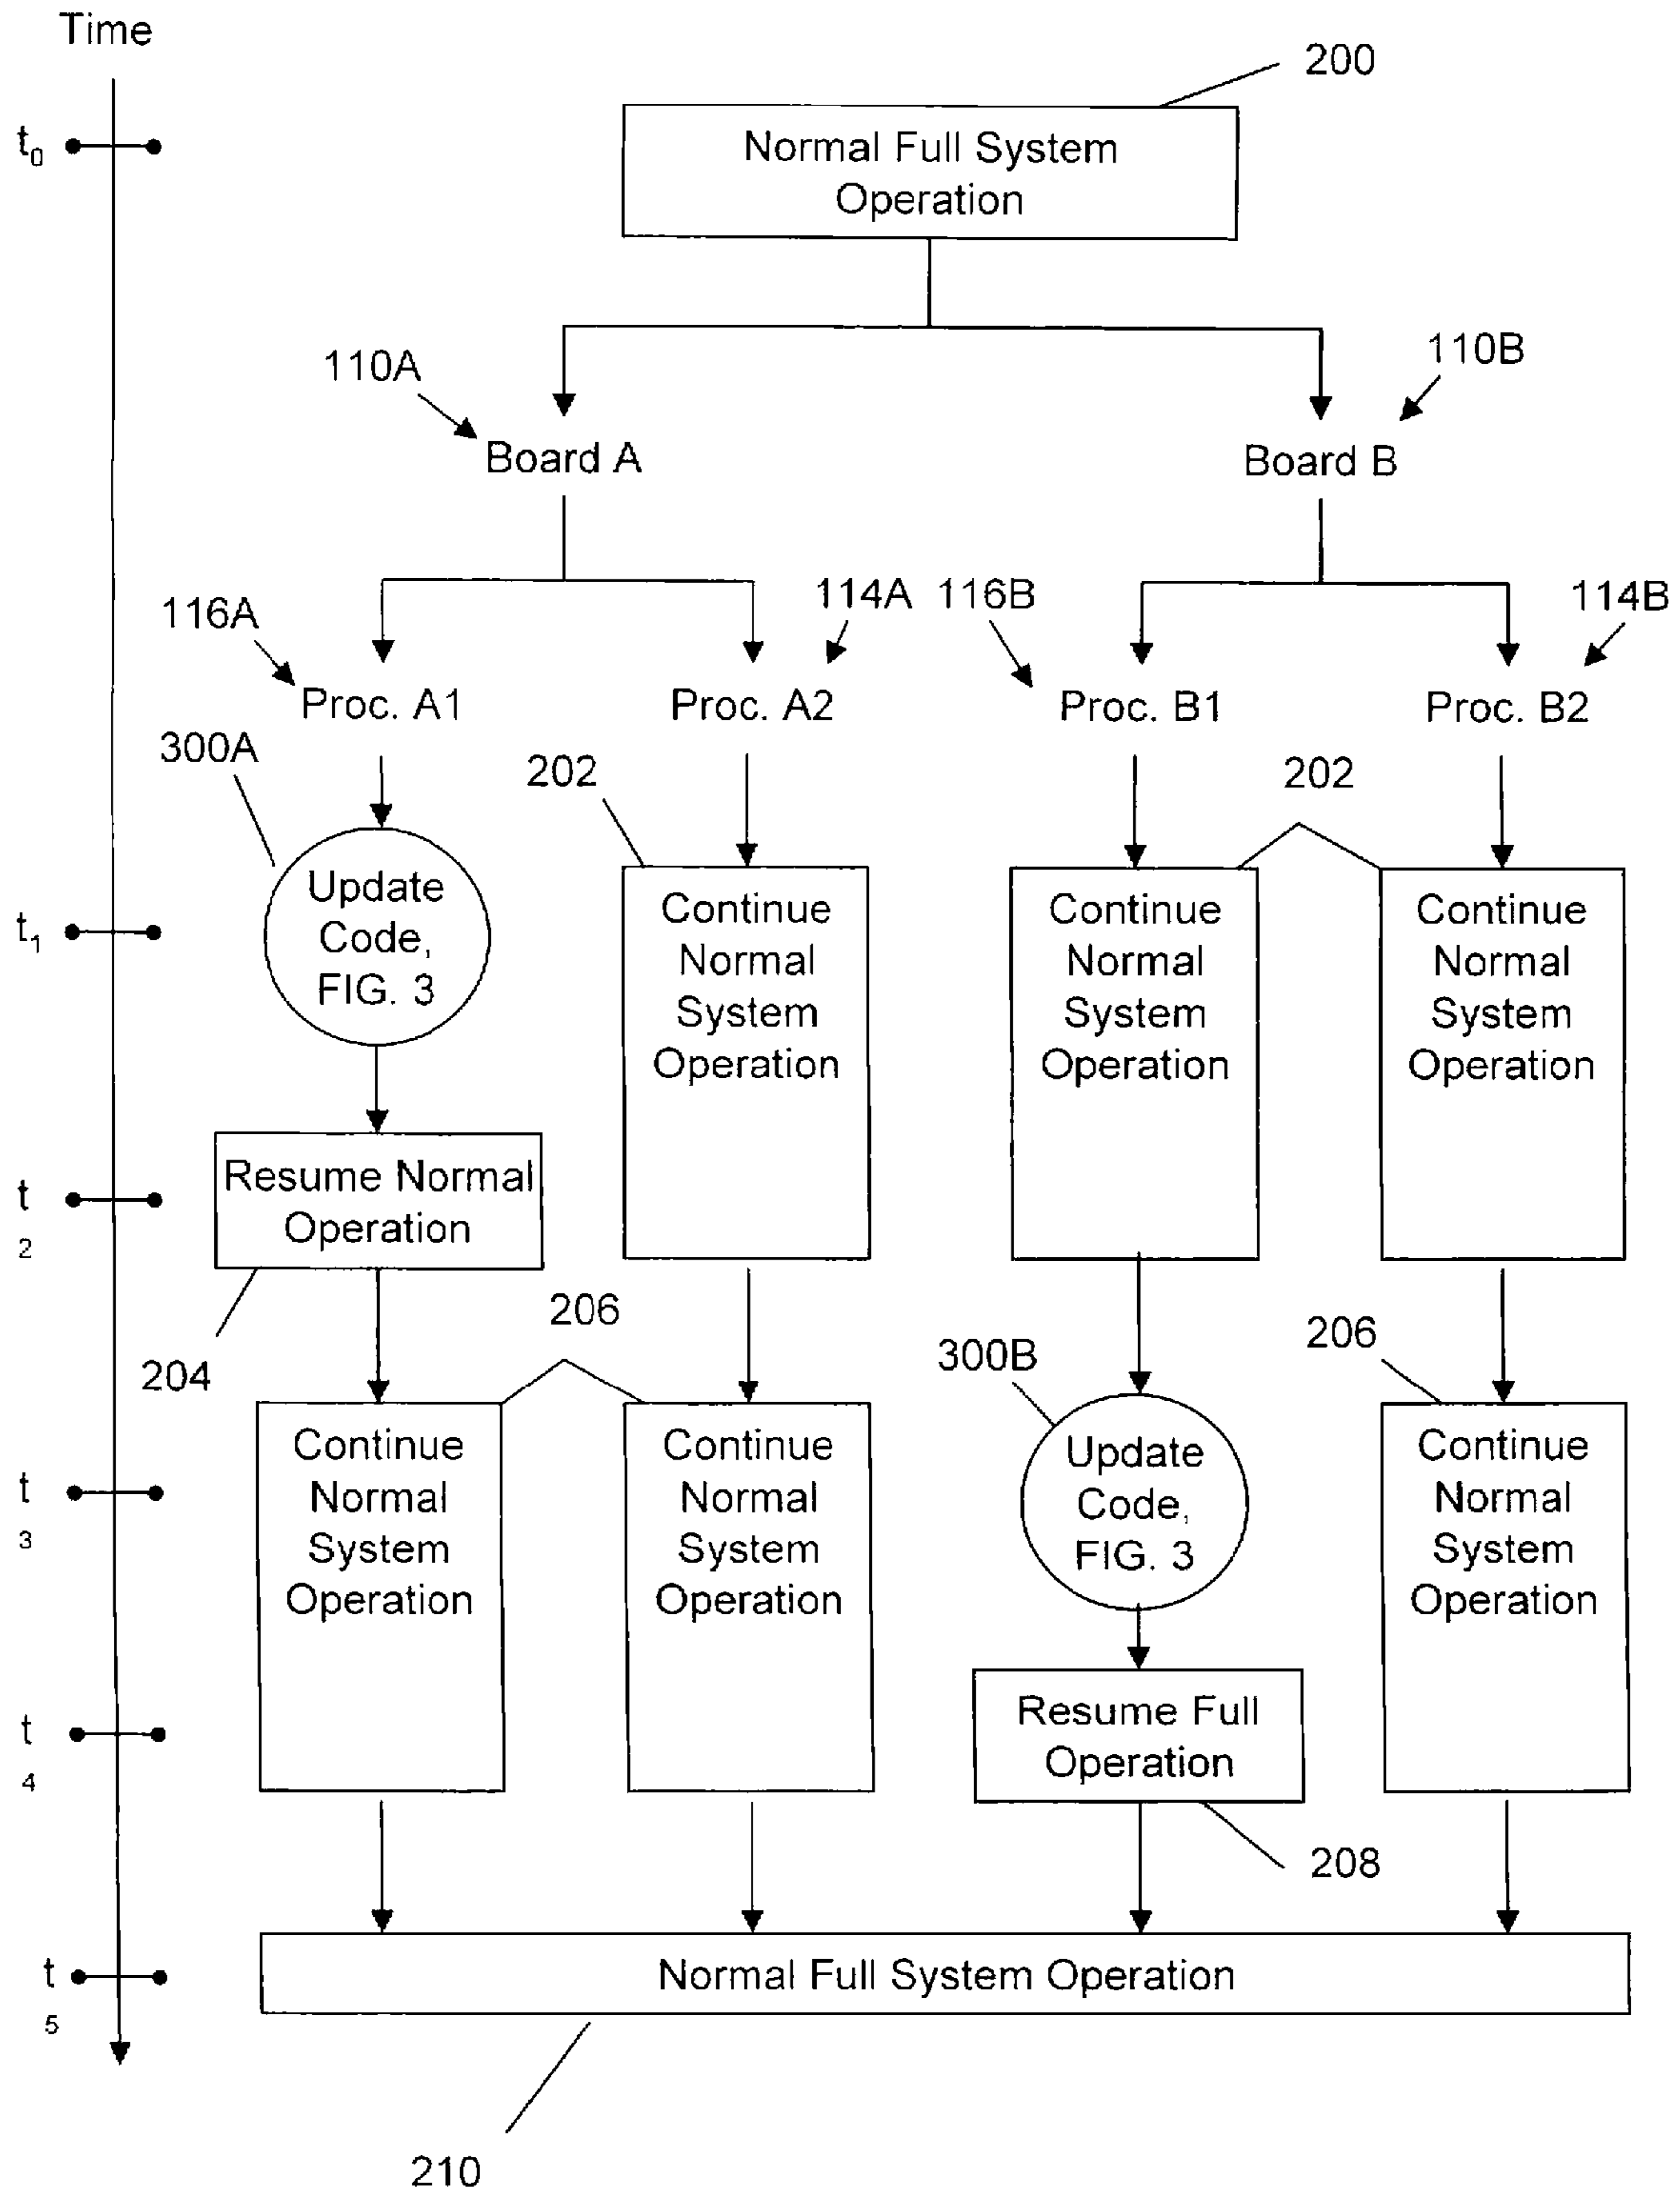 Time
200
t0
Normal Full System
Operation
110A
110B
Board A
Board B
116A
114A
116B
114B
Proc. A1
Proc. A2
Proc. B1
Proc. B2
300A
202
202
t1
Update
Code,
FIG. 3
Continue
Normal
System
Operation
Continue
Normal
System
Operation
Continue
Normal
System
Operation
t
2
Resume Normal
Operation
204
206
300B
206
t
3
Continue
Normal
System
Operation
Continue
Normal
System
Operation
Update
Code,
FIG. 3
Continue
Normal
System
Operation
t
4
Resume Full
Operation
208
t
5
Normal Full System Operation
210